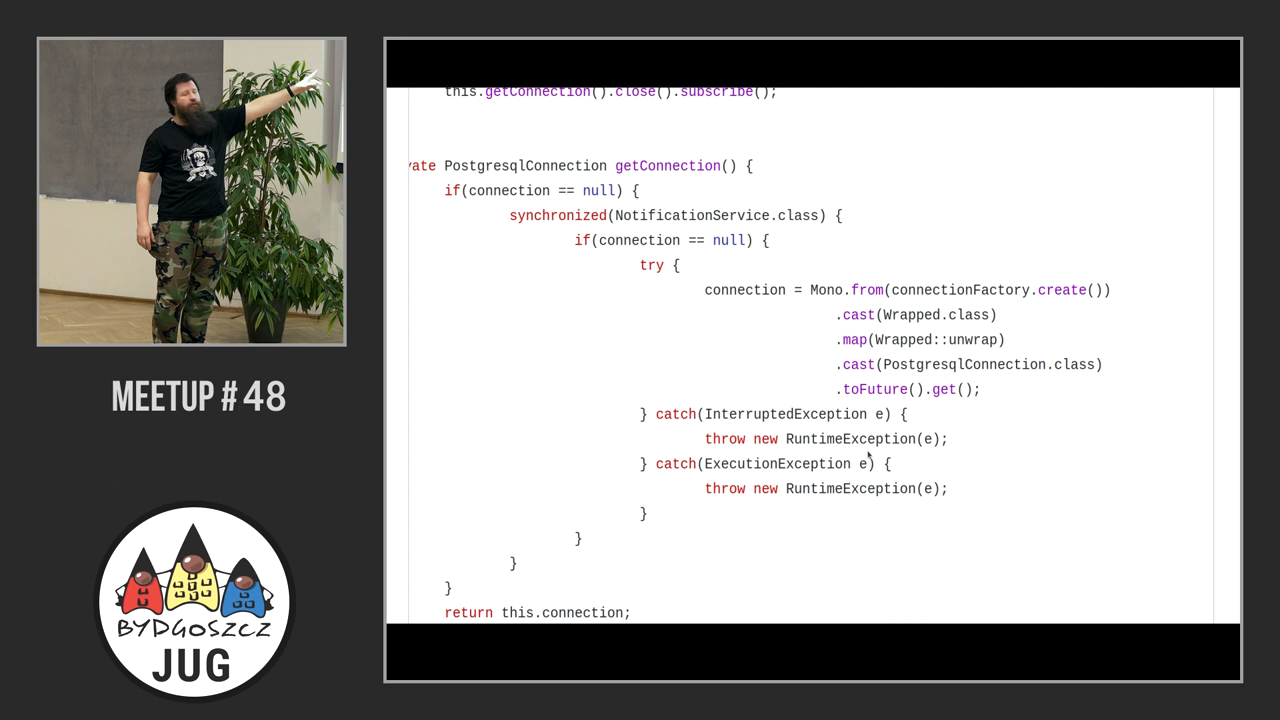 this.getConnection().close().subscribe();
vate PostgresqlConnection getConnection() {
if(connection == null) {
synchronized(NotificationService.class) {
if(connection == null) {
try {
connection = Mono.from(connectionFactory.create())
.cast(Wrapped.class)
.map(Wrapped::unwrap)
.cast(PostgresqlConnection.class)
.toFuture().get();
} catch(InterruptedException e) {
throw new RuntimeException(e);
} catch(ExecutionException e) {
throw new RuntimeException(e);
}
}
}
}
return this.connection;
MEETUP #48
BYDGOSZCZ
JUG